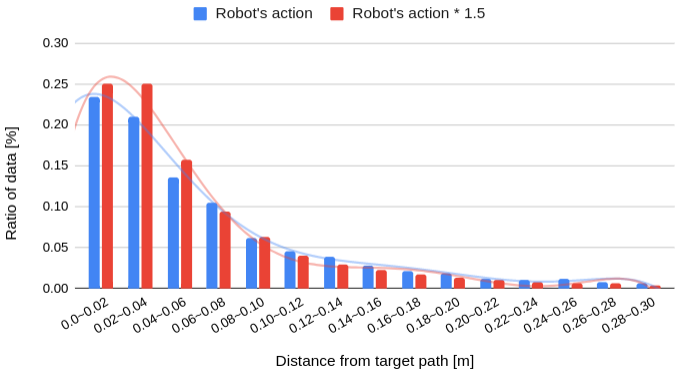 Robot's action Robot's action * 1.5
0.30
0.25
0.20
0.15
0.10
0.05
0.00
Ratio of data [%]
0.0~0.02 0.02~0.04 0.04~0.06 0.06~0.08 0.08~0.10 0.10~0.12 0.12~0.14 0.14~0.16 0.16~0.18 0.18~0.20 0.20~0.22 0.22~0.24 0.24~0.26 0.26~0.28 0.28~0.30
Distance from target path [m]